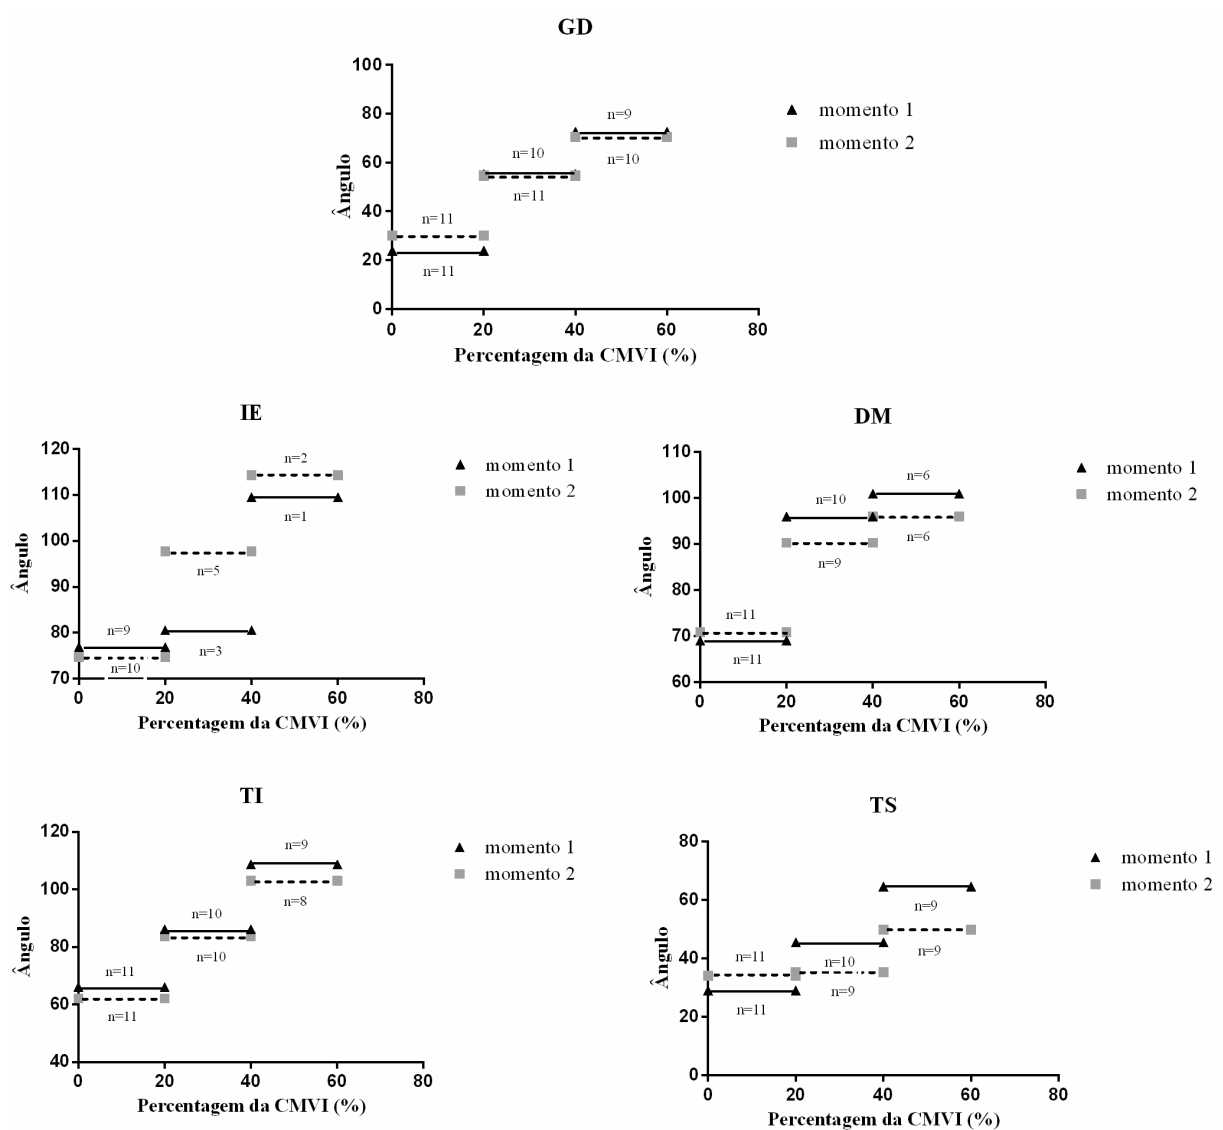 GD
100
80
60
40
20
0
Ângulo
n=11
n=11
n=10
n=11
n=9
n=10
0 20 40 60 80
Percentagem da CMVI (%)
momento 1
momento 2
IE
120
110
100
90
80
70
Ângulo
n=9
n=10
n=3
n=5
n=2
n=1
0 20 40 60 80
Percentagem da CMVI (%)
momento 1
momento 2
DM
110
100
90
80
70
60
Ângulo
n=11
n=11
n=10
n=9
n=6
n=6
0 20 40 60 80
Percentagem da CMVI (%)
momento 1
momento 2
TI
120
100
80
60
40
Ângulo
n=11
n=11
n=10
n=10
n=9
n=8
0 20 40 60 80
Percentagem da CMVI (%)
momento 1
momento 2
TS
80
60
40
20
0
Ângulo
n=11
n=11
n=10
n=9
n=9
n=9
0 20 40 60 80
Percentagem da CMVI (%)
momento 1
momento 2